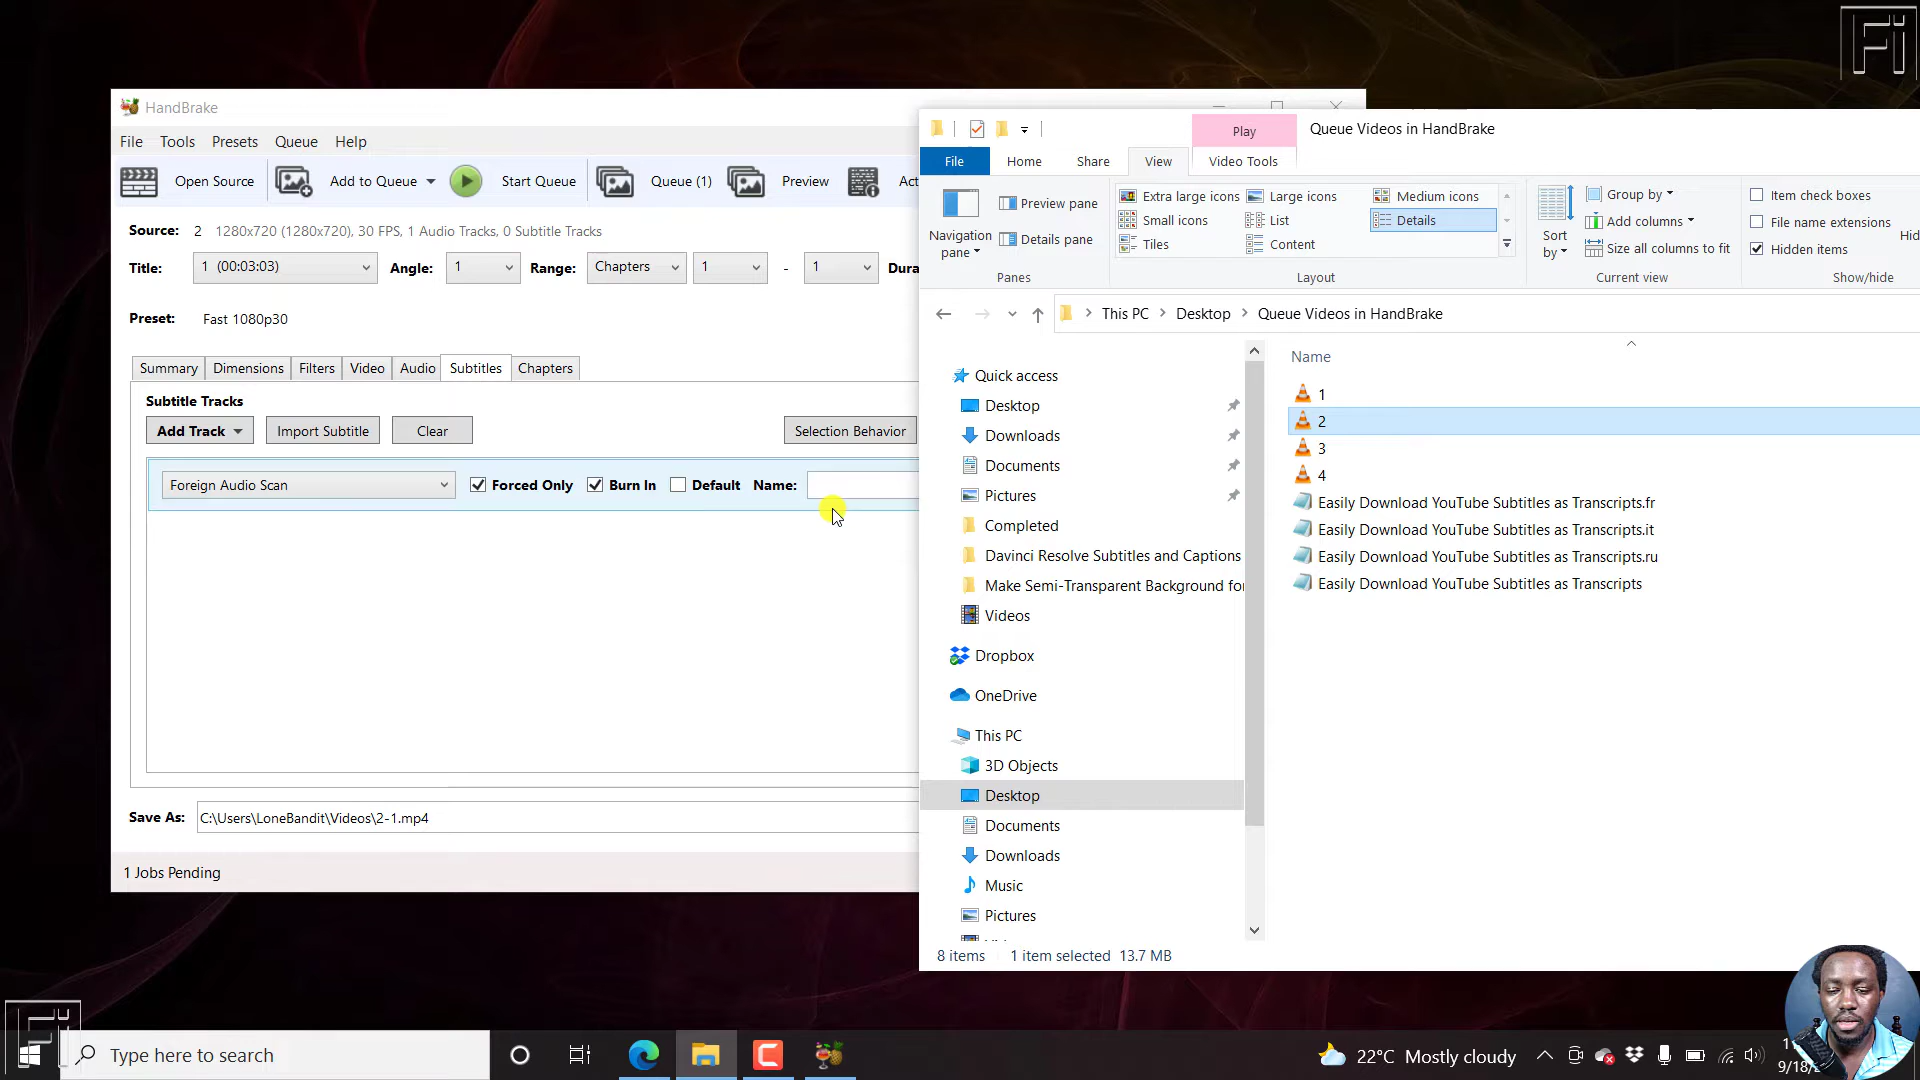 Fi
HandBrake
File Tools Presets Queue Help
Open Source Add to Queue Start Queue Queue (1) Preview
Source: 2 1280x720 (1280x720), 30 FPS, 1 Audio Tracks, 0 Subtitle Tracks
Title: 1 (00:03:03) Angle: 1 Range: Chapters 1 - 1
Preset: Fast 1080p30
Summary Dimensions Filters Video Audio Subtitles Chapters
Subtitle Tracks
Add Track Import Subtitle Clear Selection Behavior
Foreign Audio Scan Forced Only Burn In Default Name:
Save As: C:\Users\LoneBandit\Videos\2-1.mp4
1 Jobs Pending
Play Queue Videos in HandBrake
File Home Share View Video Tools
Navigation pane
Preview pane
Details pane
Panes
Extra large icons Large icons Medium icons
Small icons List Details
Tiles Content
Layout
Sort by
Group by
Add columns
Size all columns to fit
Current view
Item check boxes
File name extensions
Hidden items
Show/hide
This PC Desktop Queue Videos in HandBrake
Quick access
Desktop
Downloads
Documents
Pictures
Completed
Davinci Resolve Subtitles and Captions
Make Semi-Transparent Background for
Videos
Dropbox
OneDrive
This PC
3D Objects
Desktop
Documents
Downloads
Music
Pictures
Name
1
2
3
4
Easily Download YouTube Subtitles as Transcripts.fr
Easily Download YouTube Subtitles as Transcripts.it
Easily Download YouTube Subtitles as Transcripts.ru
Easily Download YouTube Subtitles as Transcripts
8 items 1 item selected 13.7 MB
Type here to search
22°C Mostly cloudy